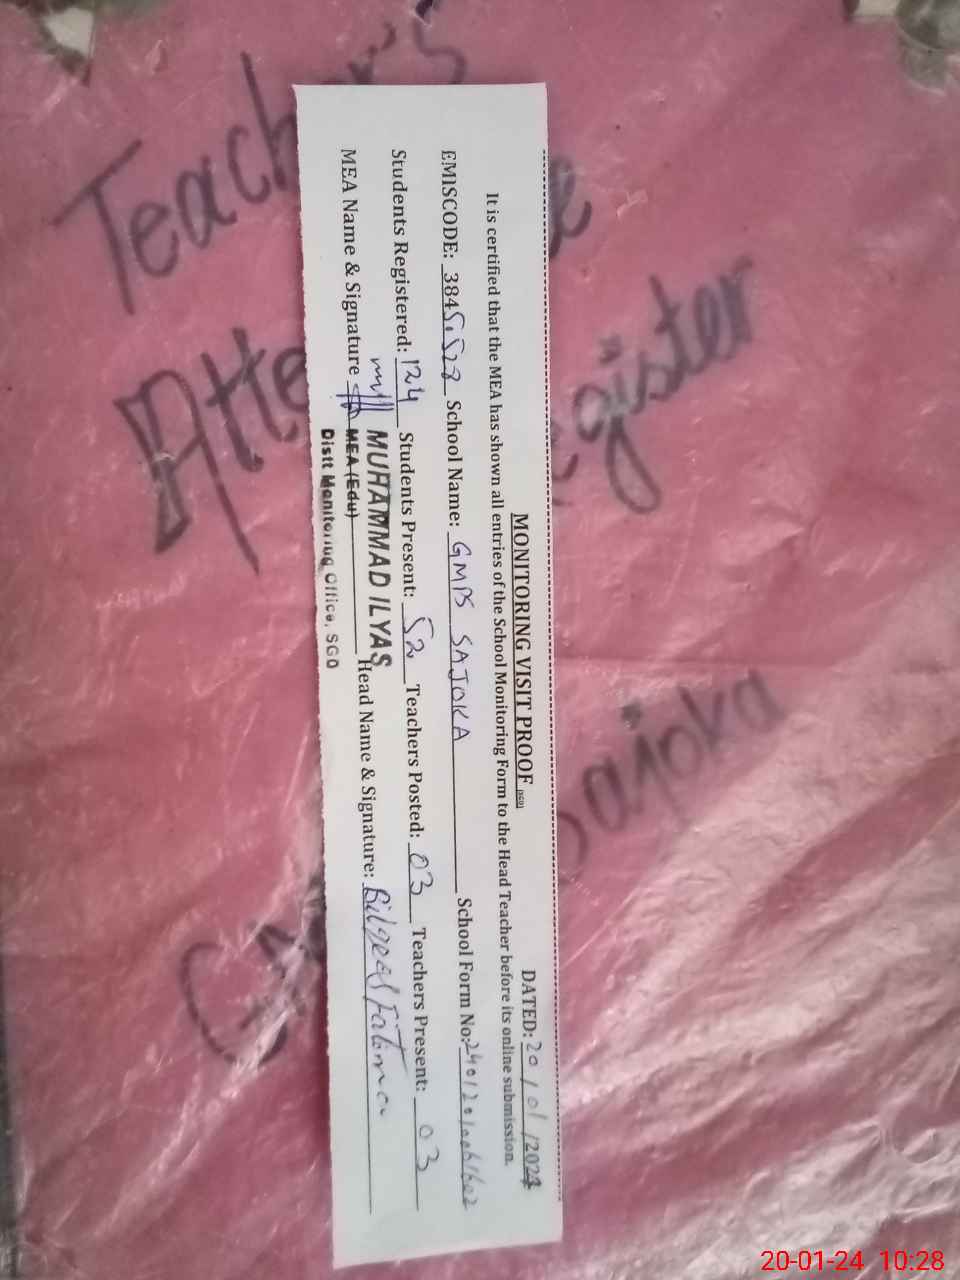 Teacher's
Register
Sajoka
MONITORING VISIT PROOF
DATED: 20/01/2024
It is certified that the MEA has shown all entries of the School Monitoring Form to the Head Teacher before its online submission.
EMISCODE: 3845 School Name: GMPS SAJOKA School Form No:
Students Registered: 124 Students Present: 52 Teachers Posted: 03 Teachers Present: 03
MEA Name & Signature MUHAMMAD ILYAS Head Name & Signature: Bilqees Fatima
MEA (Edu)
Distt Monitoring Office, SGD
20-01-24 10:28